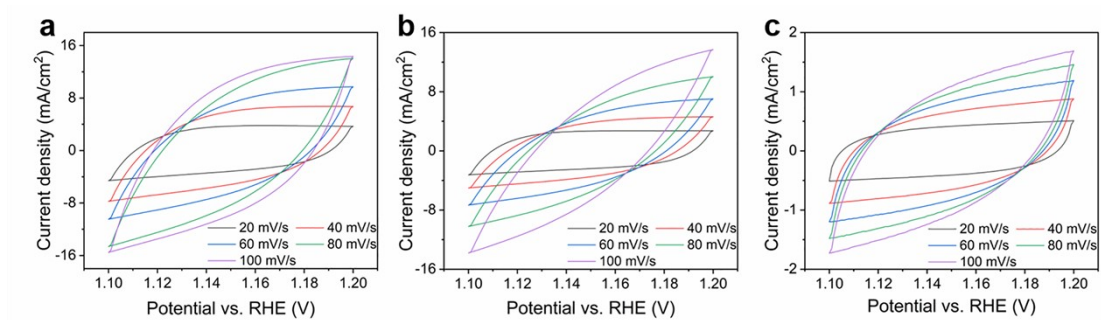 a
Current density (mA/cm²)
16
8
0
-8
-16
20 mV/s 40 mV/s
60 mV/s 80 mV/s
100 mV/s
1.10 1.12 1.14 1.16 1.18 1.20
Potential vs. RHE (V)
b
Current density (mA/cm²)
16
8
0
-8
-16
20 mV/s 40 mV/s
60 mV/s 80 mV/s
100 mV/s
1.10 1.12 1.14 1.16 1.18 1.20
Potential vs. RHE (V)
c
Current density (mA/cm²)
2
1
0
-1
-2
20 mV/s 40 mV/s
60 mV/s 80 mV/s
100 mV/s
1.10 1.12 1.14 1.16 1.18 1.20
Potential vs. RHE (V)